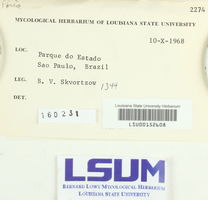 2274
MYCOLOGICAL HERBARIUM OF LOUISIANA STATE UNIVERSITY
10-X-1968
LOC. Parque do Estado
Sao Paulo, Brazil
LEG. B. V. Skvortzov 1344
DET.
160231
Louisiana State University Herbarium
LSU00152608
LSUM
BERNARD LOWY MYCOLOGICAL HERBARIUM
LOUISIANA STATE UNIVERSITY